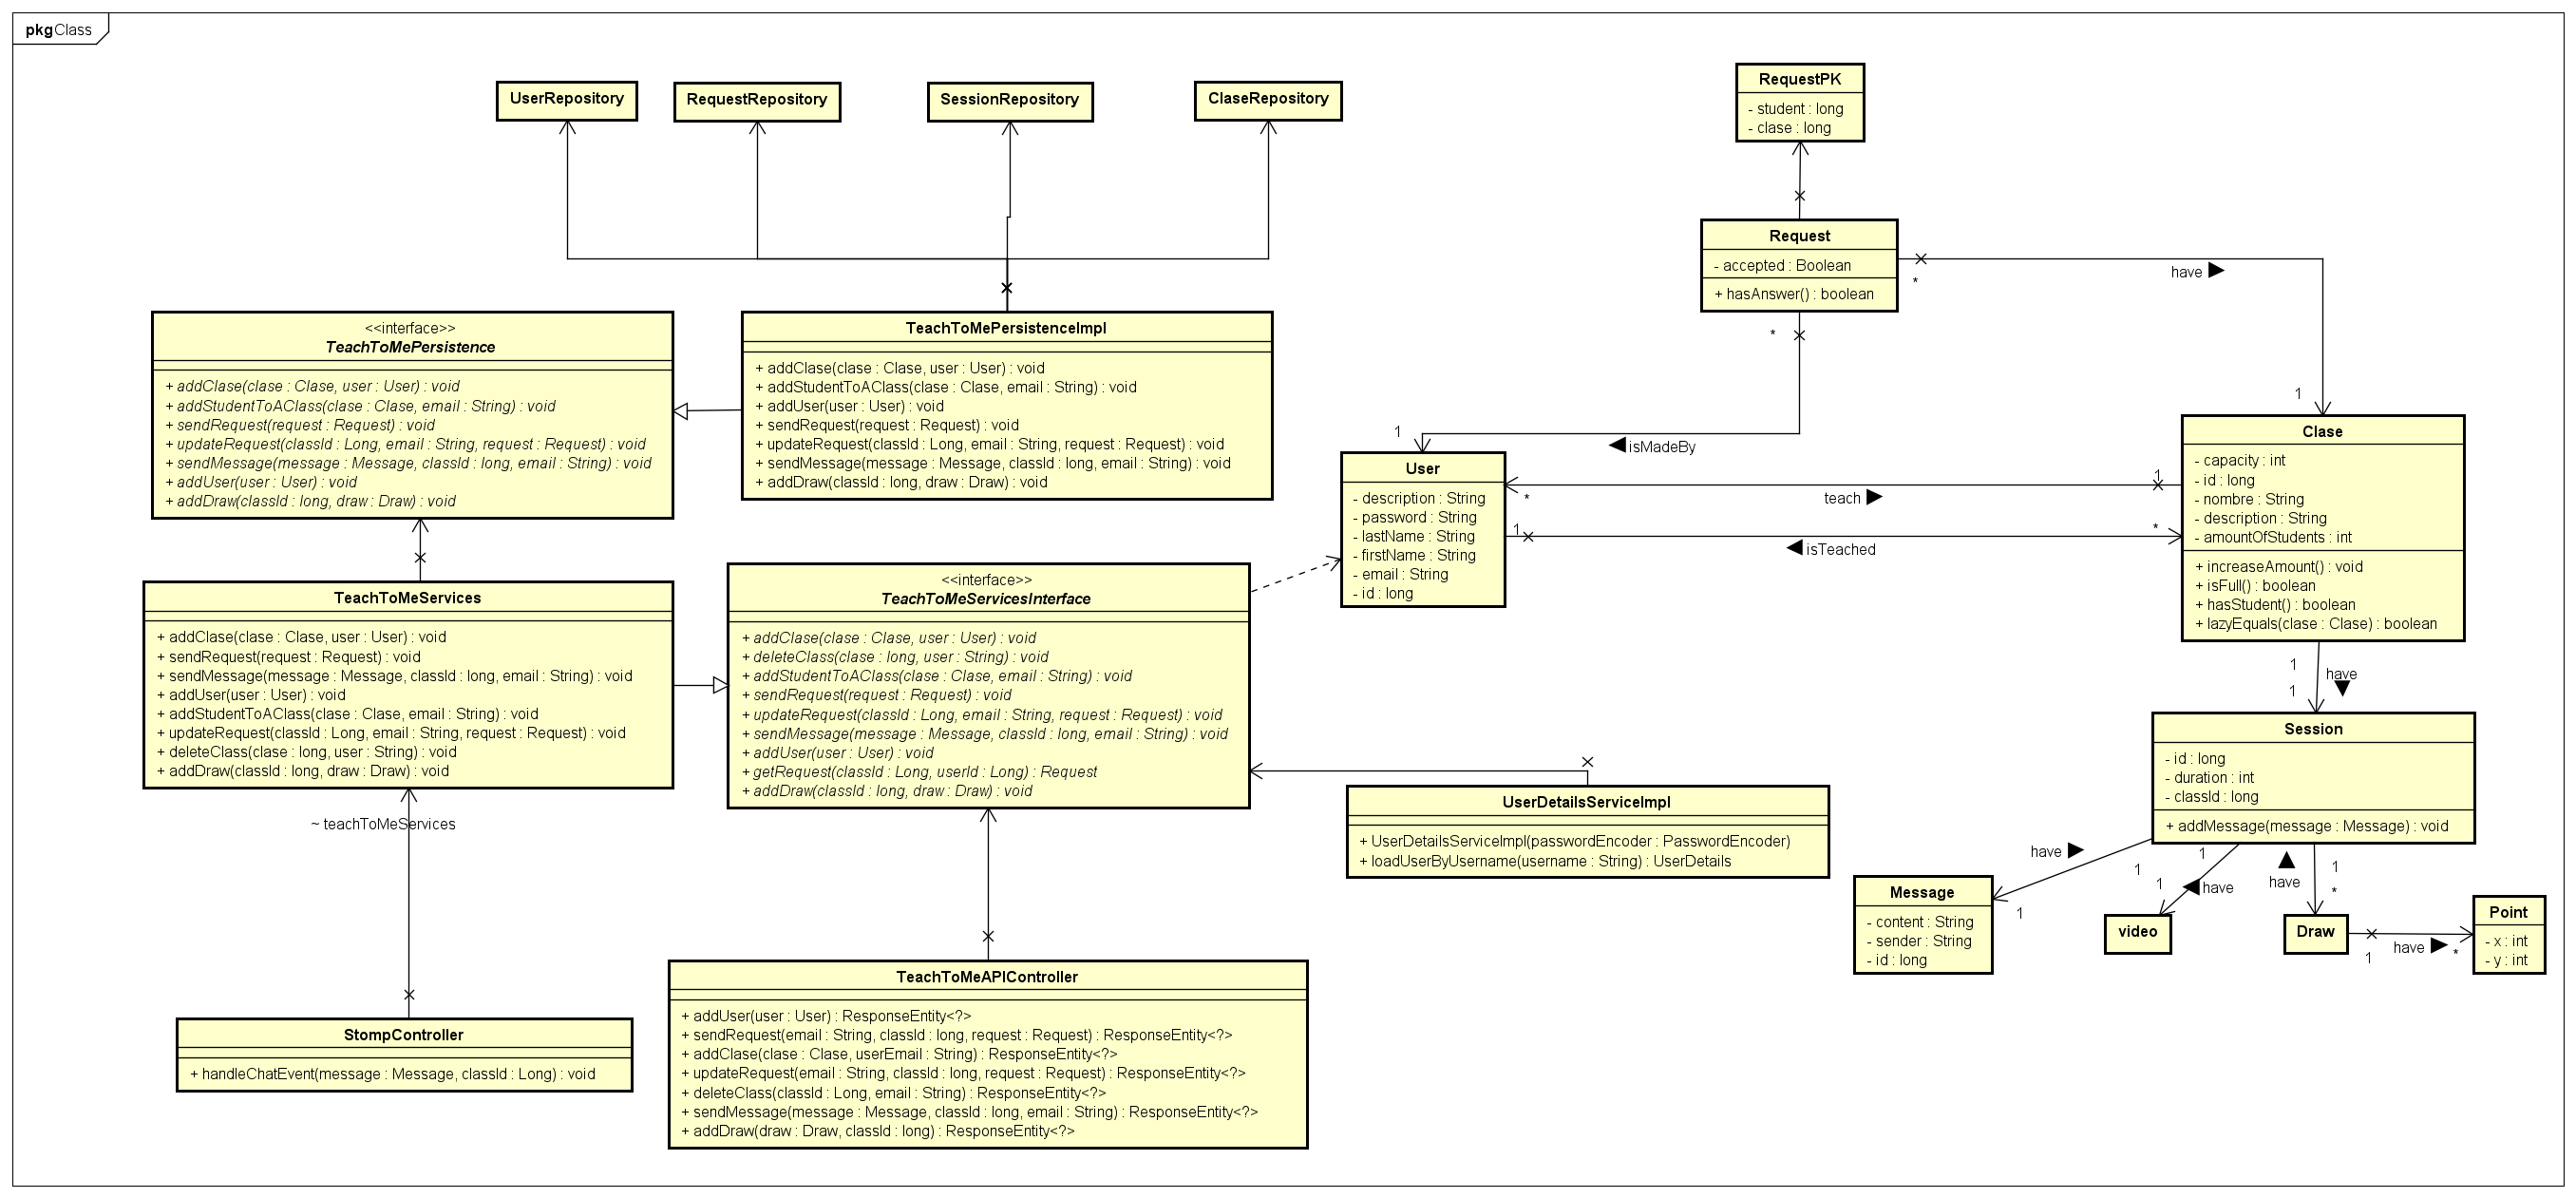 pkg Class
UserRepository
RequestRepository
SessionRepository
ClaseRepository
RequestPK
- student : long
- clase : long
Request
- accepted : Boolean
+ hasAnswer() : boolean
*
have
*
1
1
isMadeBy
<<interface>>
TeachToMePersistence
+ addClase(clase : Clase, user : User) : void
+ addStudentToAClass(clase : Clase, email : String) : void
+ sendRequest(request : Request) : void
+ updateRequest(classId : Long, email : String, request : Request) : void
+ sendMessage(message : Message, classId : long, email : String) : void
+ addUser(user : User) : void
+ addDraw(classId : long, draw : Draw) : void
TeachToMePersistenceImpl
+ addClase(clase : Clase, user : User) : void
+ addStudentToAClass(clase : Clase, email : String) : void
+ addUser(user : User) : void
+ sendRequest(request : Request) : void
+ updateRequest(classId : Long, email : String, request : Request) : void
+ sendMessage(message : Message, classId : long, email : String) : void
+ addDraw(classId : long, draw : Draw) : void
User
- description : String
- password : String
- lastName : String
- firstName : String
- email : String
- id : long
*
teach
1
1
isTeached
*
Clase
- capacity : int
- id : long
- nombre : String
- description : String
- amountOfStudents : int
+ increaseAmount() : void
+ isFull() : boolean
+ hasStudent() : boolean
+ lazyEquals(clase : Clase) : boolean
1
have
1
TeachToMeServices
+ addClase(clase : Clase, user : User) : void
+ sendRequest(request : Request) : void
+ sendMessage(message : Message, classId : long, email : String) : void
+ addUser(user : User) : void
+ addStudentToAClass(clase : Clase, email : String) : void
+ updateRequest(classId : Long, email : String, request : Request) : void
+ deleteClass(clase : long, user : String) : void
+ addDraw(classId : long, draw : Draw) : void
~ teachToMeServices
<<interface>>
TeachToMeServicesInterface
+ addClase(clase : Clase, user : User) : void
+ deleteClass(clase : long, user : String) : void
+ addStudentToAClass(clase : Clase, email : String) : void
+ sendRequest(request : Request) : void
+ updateRequest(classId : Long, email : String, request : Request) : void
+ sendMessage(message : Message, classId : long, email : String) : void
+ addUser(user : User) : void
+ getRequest(classId : Long, userId : Long) : Request
+ addDraw(classId : long, draw : Draw) : void
UserDetailsServiceImpl
+ UserDetailsServiceImpl(passwordEncoder : PasswordEncoder)
+ loadUserByUsername(username : String) : UserDetails
Session
- id : long
- duration : int
- classId : long
+ addMessage(message : Message) : void
have
1
1
1
have
1
have
1
*
Message
- content : String
- sender : String
- id : long
video
Draw
1
have
*
Point
- x : int
- y : int
StompController
+ handleChatEvent(message : Message, classId : Long) : void
TeachToMeAPIController
+ addUser(user : User) : ResponseEntity<?>
+ sendRequest(email : String, classId : long, request : Request) : ResponseEntity<?>
+ addClase(clase : Clase, userEmail : String) : ResponseEntity<?>
+ updateRequest(email : String, classId : long, request : Request) : ResponseEntity<?>
+ deleteClass(classId : Long, email : String) : ResponseEntity<?>
+ sendMessage(message : Message, classId : long, email : String) : ResponseEntity<?>
+ addDraw(draw : Draw, classId : long) : ResponseEntity<?>